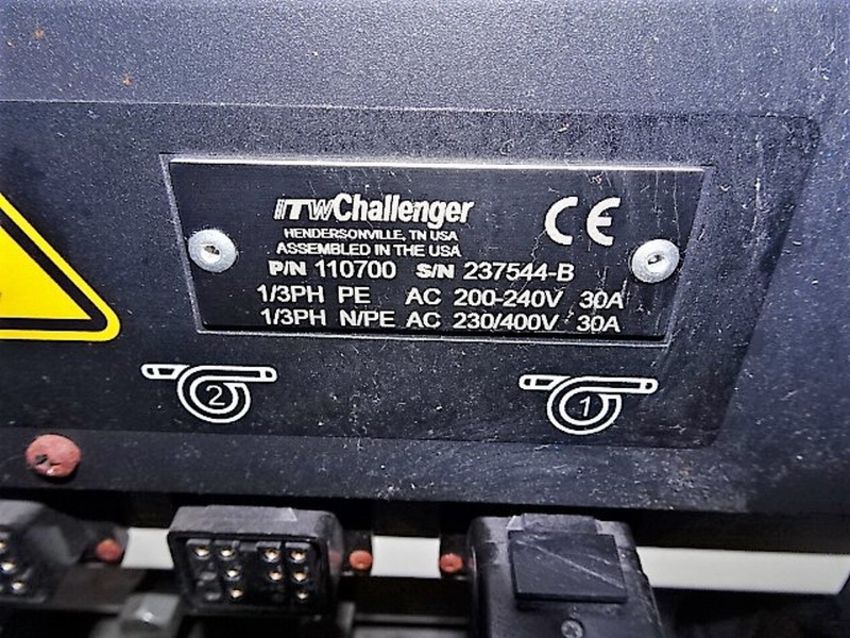 ITWChallenger CE
HENDERSONVILLE, TN USA
ASSEMBLED IN THE USA
P/N 110700 S/N 237544-B
1/3PH PE AC 200-240V 30A
1/3PH N/PE AC 230/400V 30A
2 1